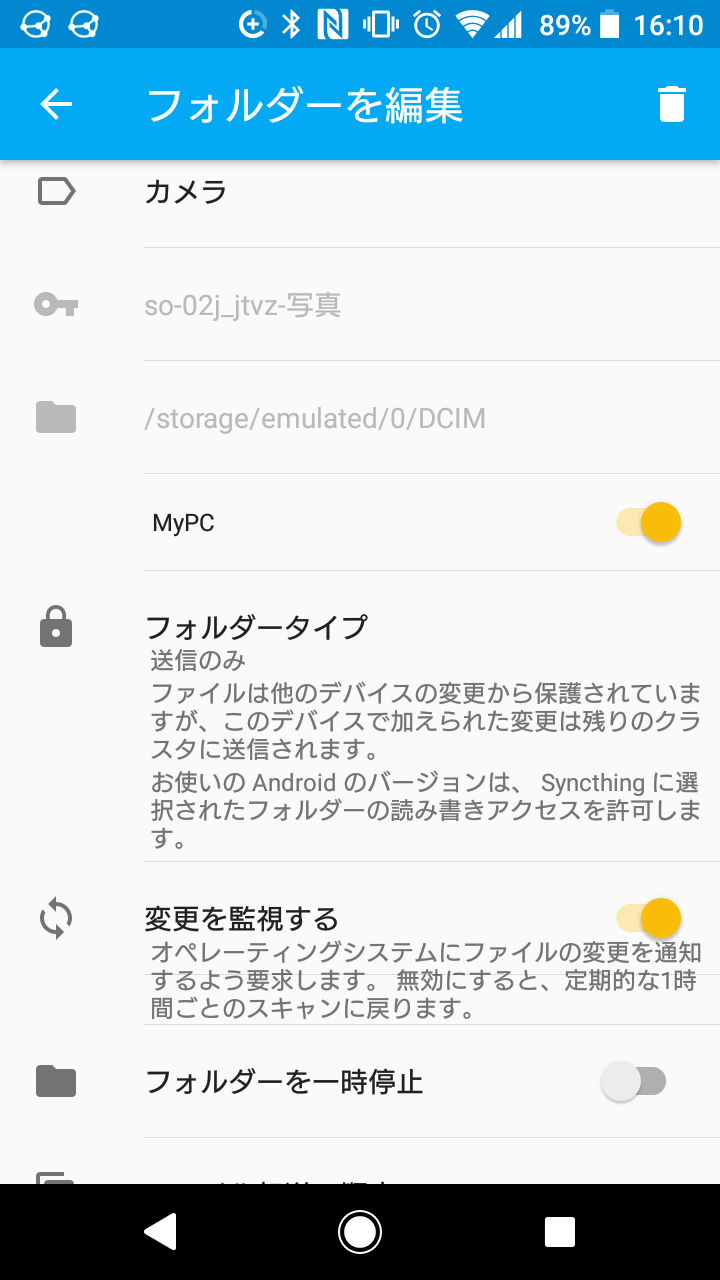 89% 16:10
フォルダーを編集
カメラ
so-02j_jtvz-写真
/storage/emulated/0/DCIM
MyPC
フォルダータイプ
送信のみ
ファイルは他のデバイスの変更から保護されていま
すが、このデバイスで加えられた変更は残りのクラ
スタに送信されます。
お使いの Android のバージョンは、 Syncthing に選
択されたフォルダーの読み書きアクセスを許可しま
す。
変更を監視する
オペレーティングシステムにファイルの変更を通知
するよう要求します。 無効にすると、定期的な1時
間ごとのスキャンに戻ります。
フォルダーを一時停止